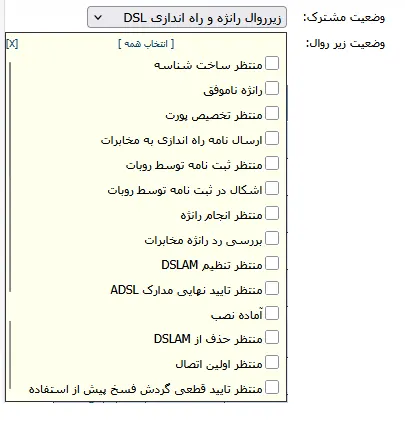 وضعیت مشترک:
زیرروال رانژه و راه اندازی DSL
وضعیت زیر روال:
[ انتخاب همه ]
[X]
منتظر ساخت شناسه
رانژه ناموفق
منتظر تخصیص پورت
ارسال نامه راه اندازی به مخابرات
منتظر ثبت نامه توسط روبات
اشکال در ثبت نامه توسط روبات
منتظر انجام رانژه
بررسی رد رانژه مخابرات
منتظر تنظیم DSLAM
منتظر تایید نهایی مدارک ADSL
آماده نصب
منتظر حذف از DSLAM
منتظر اولین اتصال
منتظر تایید قطعی گردش فسخ پیش از استفاده